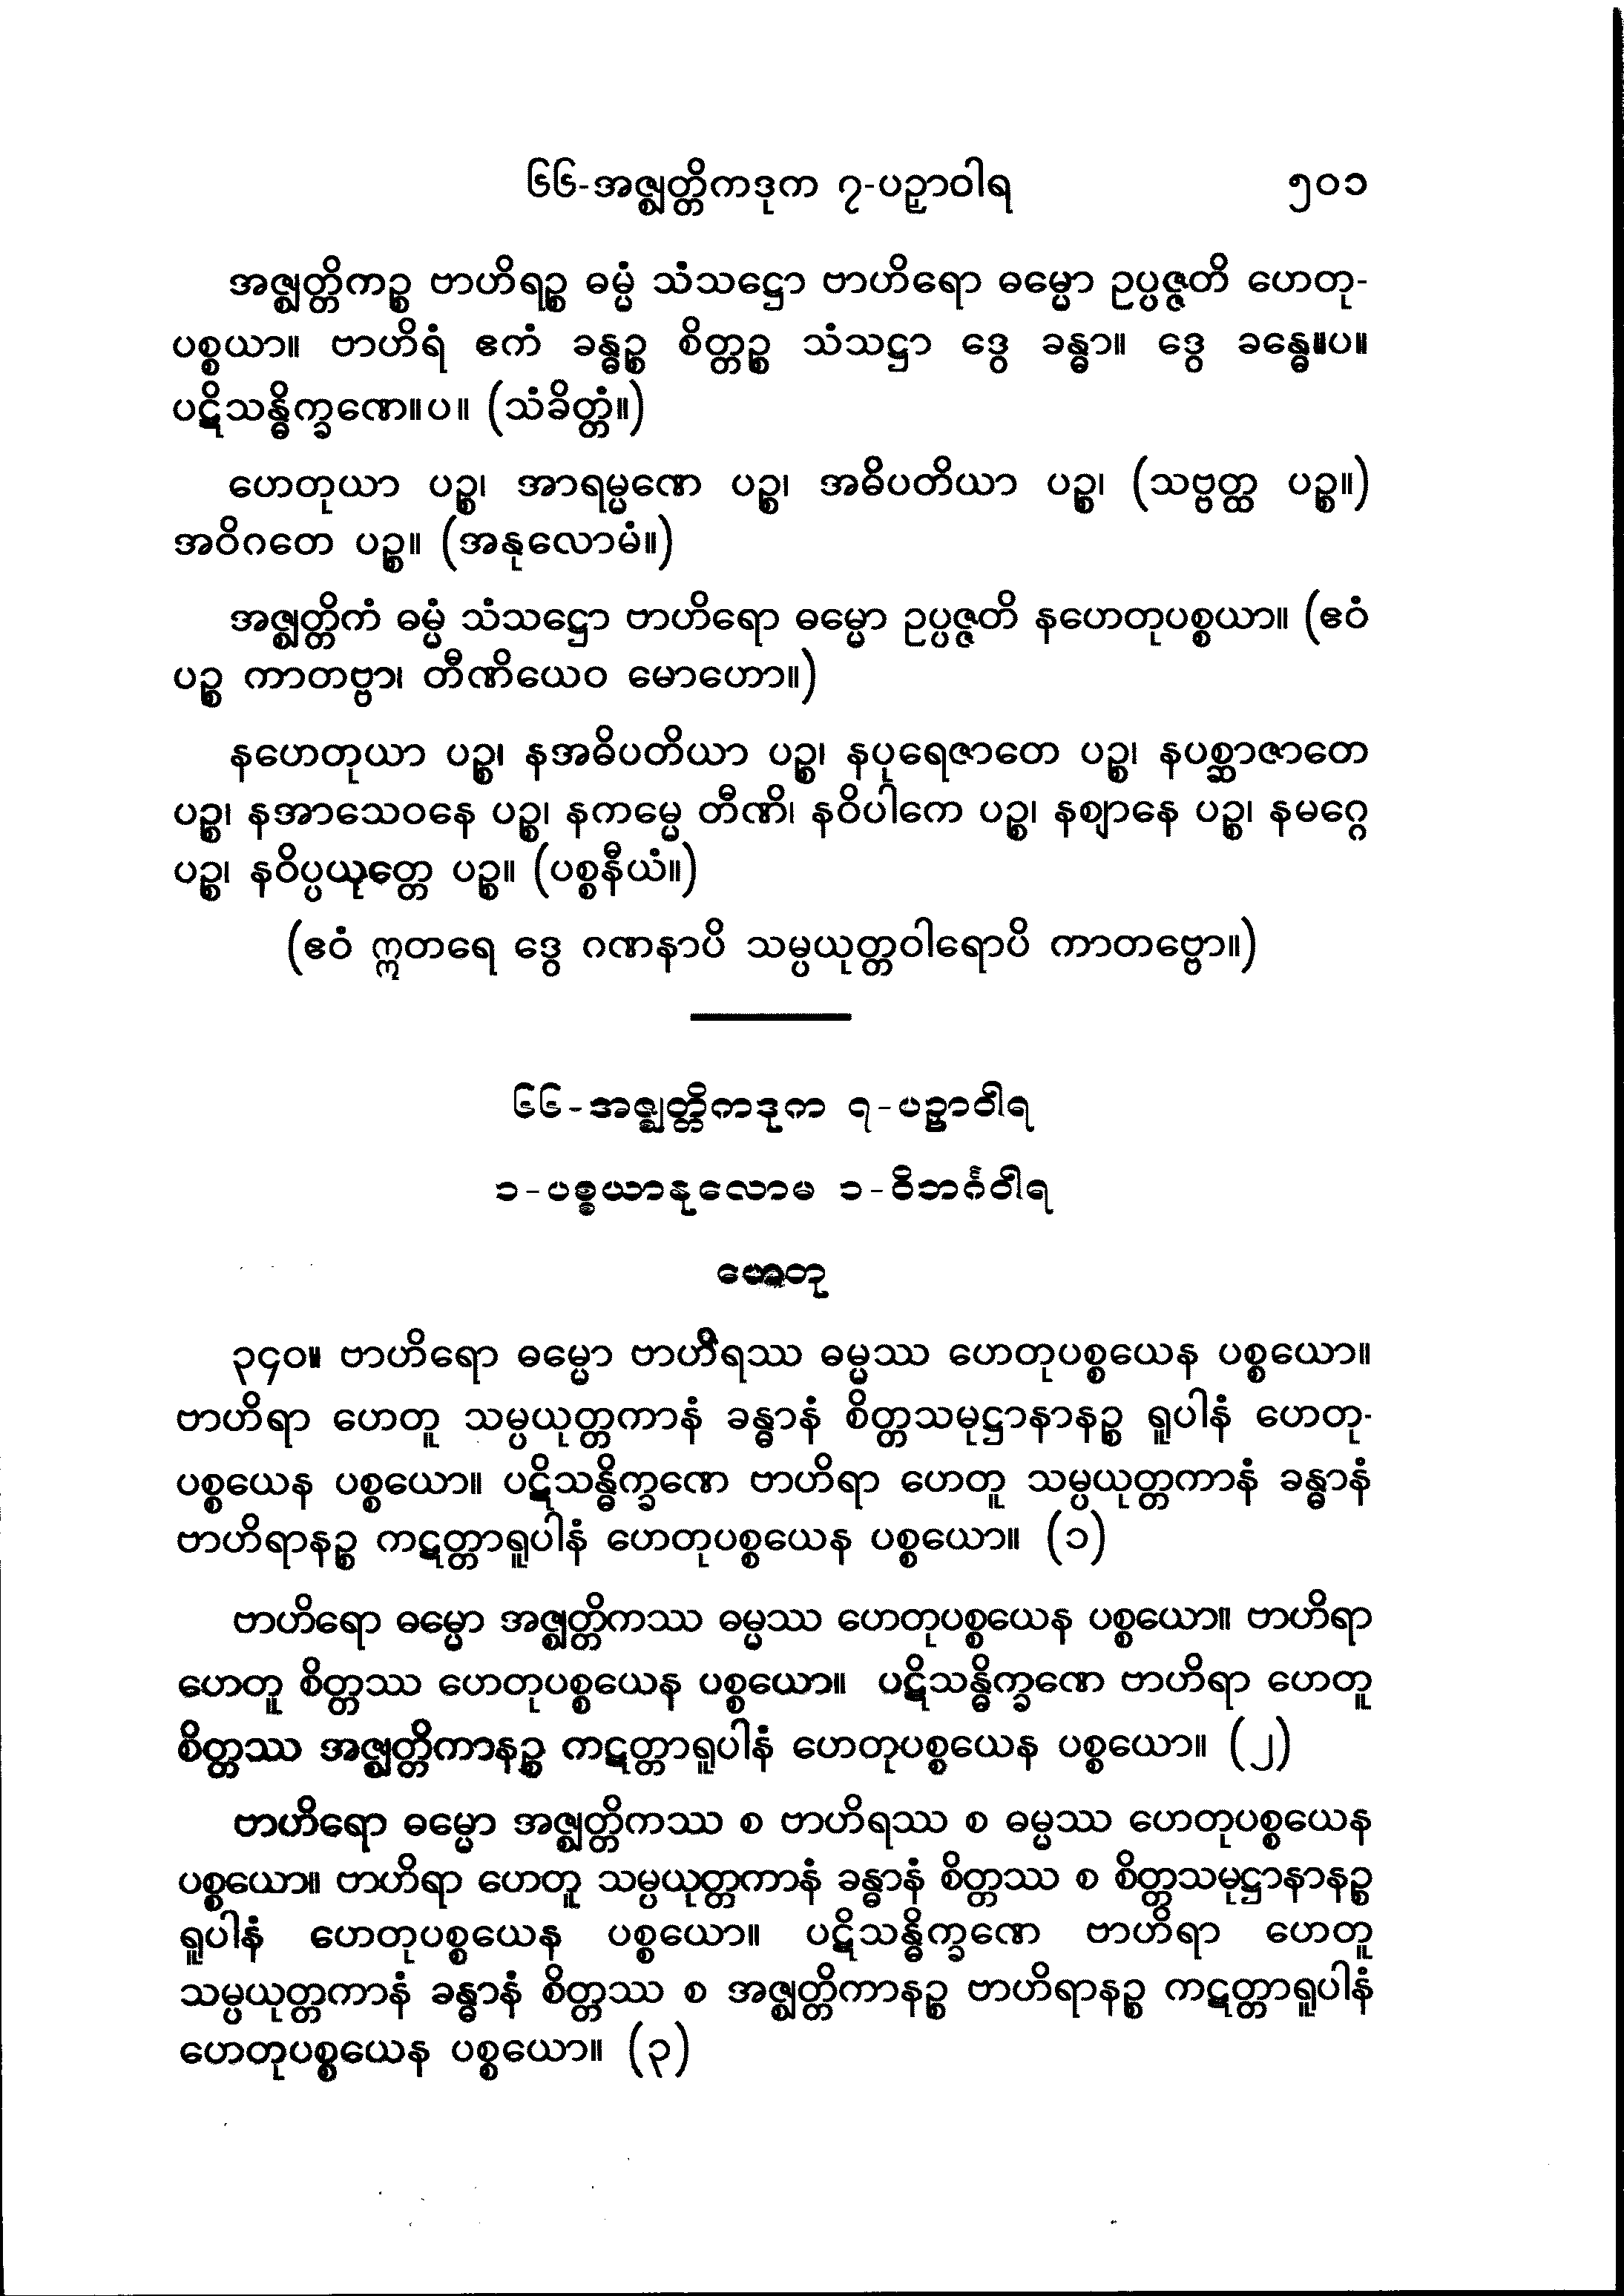 ၆၆-အဇ္ဈတ္တိကဒုက ၇-ပဉှာဝါရ ၅၀၁
အဇ္ဈတ္တိကဉ္စ ဗာဟိရဉ္စ ဓမ္မံ သံသဋ္ဌော ဗာဟိရော ဓမ္မော ဥပ္ပဇ္ဇတိ ဟေတု-
ပစ္စယာ။ ဗာဟိရံ ဧကံ ခန္ဓဉ္စ စိတ္တဉ္စ သံသဋ္ဌာ ဒွေ ခန္ဓာ။ ဒွေ ခန္ဓေ။ပ။
ပဋိသန္ဓိက္ခဏေ။ပ။ (သံခိတ္တံ။)
ဟေတုယာ ပဉ္စ၊ အာရမ္မဏေ ပဉ္စ၊ အဓိပတိယာ ပဉ္စ၊ (သဗ္ဗတ္ထ ပဉ္စ။)
အဝိဂတေ ပဉ္စ။ (အနုလောမံ။)
အဇ္ဈတ္တိကံ ဓမ္မံ သံသဋ္ဌော ဗာဟိရော ဓမ္မော ဥပ္ပဇ္ဇတိ နဟေတုပစ္စယာ။ (ဧဝံ
ပဉ္စ ကာတဗ္ဗာ၊ တီဏိယေဝ မောဟော။)
နဟေတုယာ ပဉ္စ၊ နအဓိပတိယာ ပဉ္စ၊ နပုရေဇာတေ ပဉ္စ၊ နပစ္ဆာဇာတေ
ပဉ္စ၊ နအာသေဝနေ ပဉ္စ၊ နကမ္မေ တီဏိ၊ နဝိပါကေ ပဉ္စ၊ နဈာနေ ပဉ္စ၊ နမဂ္ဂေ
ပဉ္စ၊ နဝိပ္ပယုတ္တေ ပဉ္စ။ (ပစ္စနီယံ။)
(ဧဝံ ဣတရေ ဒွေ ဂဏနာပိ သမ္ပယုတ္တဝါရောပိ ကာတဗ္ဗော။)
၆၆-အဇ္ဈတ္တိကဒုက ၇-ပဉှာဝါရ
၁-ပစ္စယာနုလောမ ၁-ဝိဘင်္ဂဝါရ
ဟေတု
၃၄၀။ ဗာဟိရော ဓမ္မော ဗာဟိရဿ ဓမ္မဿ ဟေတုပစ္စယေန ပစ္စယော။
ဗာဟိရာ ဟေတူ သမ္ပယုတ္တကာနံ ခန္ဓာနံ စိတ္တသမုဋ္ဌာနာနဉ္စ ရူပါနံ ဟေတု-
ပစ္စယေန ပစ္စယော။ ပဋိသန္ဓိက္ခဏေ ဗာဟိရာ ဟေတူ သမ္ပယုတ္တကာနံ ခန္ဓာနံ
ဗာဟိရာနဉ္စ ကဋတ္တာရူပါနံ ဟေတုပစ္စယေန ပစ္စယော။ (၁)
ဗာဟိရော ဓမ္မော အဇ္ဈတ္တိကဿ ဓမ္မဿ ဟေတုပစ္စယေန ပစ္စယော။ ဗာဟိရာ
ဟေတူ စိတ္တဿ ဟေတုပစ္စယေန ပစ္စယော။ ပဋိသန္ဓိက္ခဏေ ဗာဟိရာ ဟေတူ
စိတ္တဿ အဇ္ဈတ္တိကာနဉ္စ ကဋတ္တာရူပါနံ ဟေတုပစ္စယေန ပစ္စယော။ (၂)
ဗာဟိရော ဓမ္မော အဇ္ဈတ္တိကဿ စ ဗာဟိရဿ စ ဓမ္မဿ ဟေတုပစ္စယေန
ပစ္စယော။ ဗာဟိရာ ဟေတူ သမ္ပယုတ္တကာနံ ခန္ဓာနံ စိတ္တဿ စ စိတ္တသမုဋ္ဌာနာနဉ္စ
ရူပါနံ ဟေတုပစ္စယေန ပစ္စယော။ ပဋိသန္ဓိက္ခဏေ ဗာဟိရာ ဟေတူ
သမ္ပယုတ္တကာနံ ခန္ဓာနံ စိတ္တဿ စ အဇ္ဈတ္တိကာနဉ္စ ဗာဟိရာနဉ္စ ကဋတ္တာရူပါနံ
ဟေတုပစ္စယေန ပစ္စယော။ (၃)